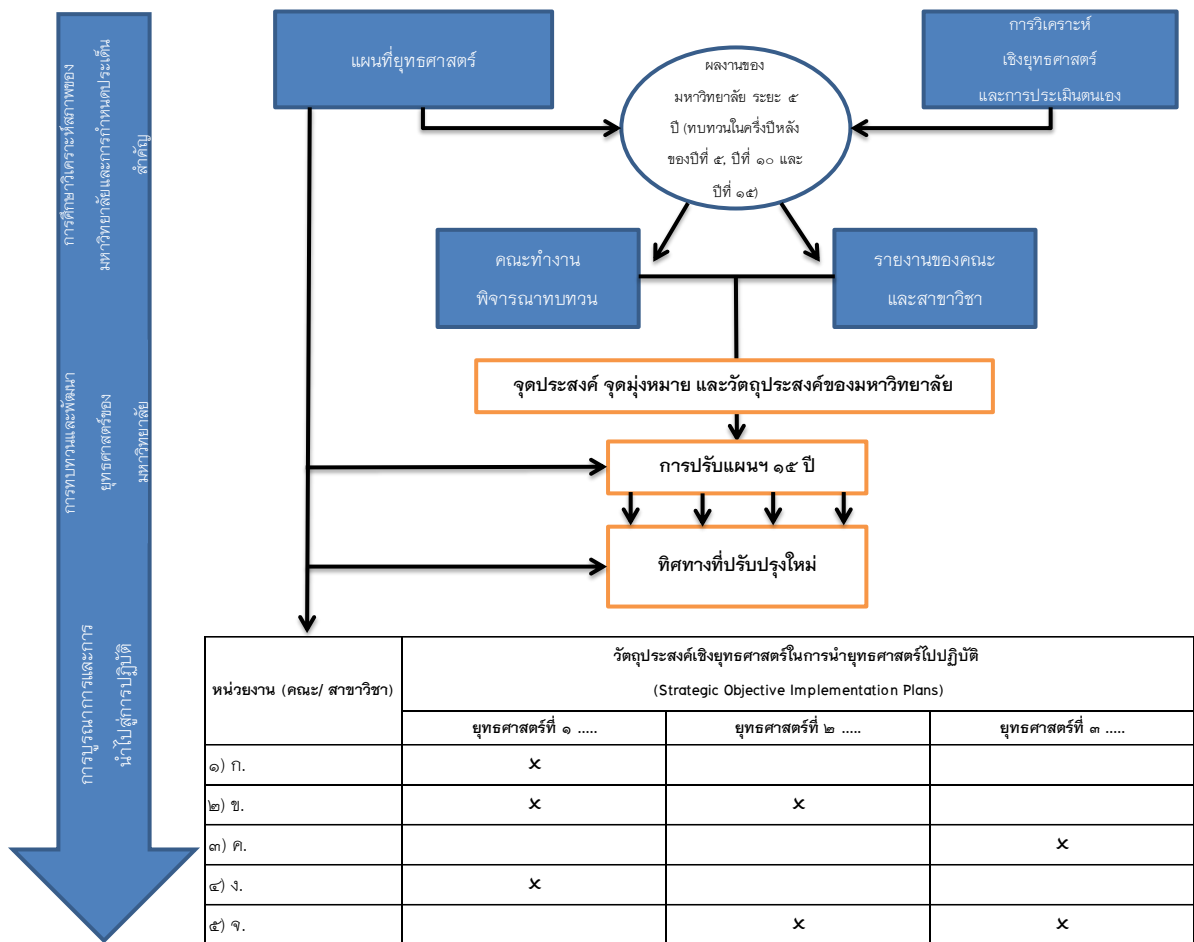 การศึกษาวิเคราะห์สภาพของ
มหาวิทยาลัยและการกำหนดประเด็น
สำคัญ
การทบทวนและพัฒนา
ยุทธศาสตร์ของ
มหาวิทยาลัย
การบูรณาการและการ
นำไปสู่การปฏิบัติ
แผนที่ยุทธศาสตร์
ผลงานของ
มหาวิทยาลัย ระยะ ๕
ปี (ทบทวนในครึ่งปีหลัง
ของปีที่ ๕, ปีที่ ๑๐ และ
ปีที่ ๑๕)
การวิเคราะห์
เชิงยุทธศาสตร์
และการประเมินตนเอง
คณะทำงาน
พิจารณาทบทวน
รายงานของคณะ
และสาขาวิชา
จุดประสงค์ จุดมุ่งหมาย และวัตถุประสงค์ของมหาวิทยาลัย
การปรับแผนฯ ๑๕ ปี
ทิศทางที่ปรับปรุงใหม่
หน่วยงาน (คณะ/ สาขาวิชา)
วัตถุประสงค์เชิงยุทธศาสตร์ในการนำยุทธศาสตร์ไปปฏิบัติ
(Strategic Objective Implementation Plans)
ยุทธศาสตร์ที่ ๑ ..... ยุทธศาสตร์ที่ ๒ ..... ยุทธศาสตร์ที่ ๓ .....
๑) ก. x
๒) ข. x x
๓) ค. x
๔) ง. x
๕) จ. x x